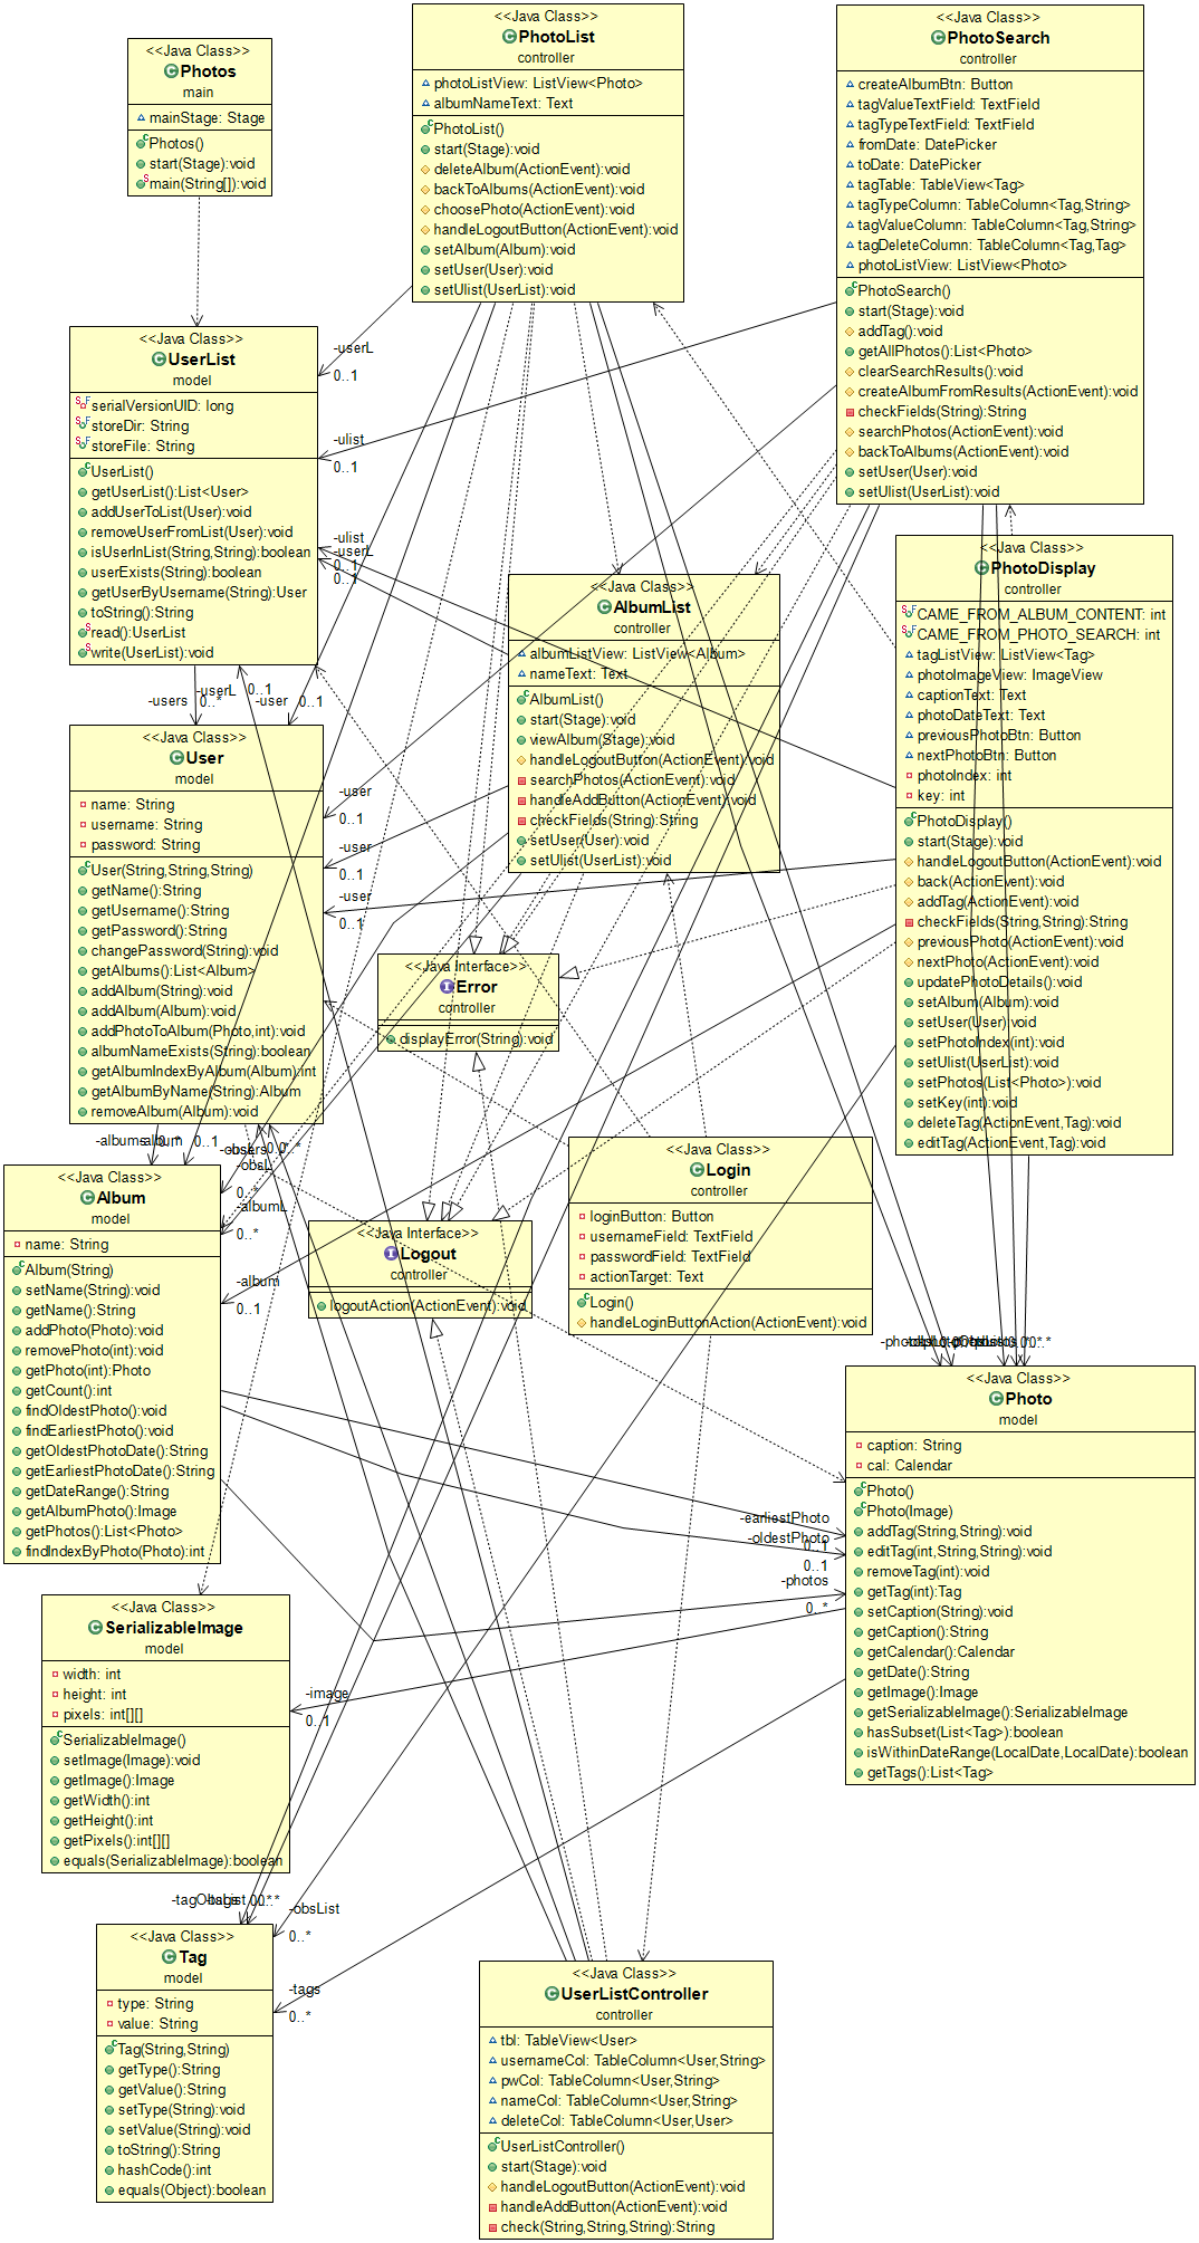 <<Java Class>>
Photos
main
mainStage: Stage
Photos()
start(Stage):void
main(String[]):void
<<Java Class>>
PhotoList
controller
photoListView: ListView<Photo>
albumNameText: Text
PhotoList()
start(Stage):void
deleteAlbum(ActionEvent):void
backToAlbums(ActionEvent):void
choosePhoto(ActionEvent):void
handleLogoutButton(ActionEvent):void
setAlbum(Album):void
setUser(User):void
setUlist(UserList):void
<<Java Class>>
PhotoSearch
controller
createAlbumBtn: Button
tagValueTextField: TextField
tagTypeTextField: TextField
fromDate: DatePicker
toDate: DatePicker
tagTable: TableView<Tag>
tagTypeColumn: TableColumn<Tag,String>
tagValueColumn: TableColumn<Tag,String>
tagDeleteColumn: TableColumn<Tag,Tag>
photoListView: ListView<Photo>
PhotoSearch()
start(Stage):void
addTag():void
getAllPhotos():List<Photo>
clearSearchResults():void
createAlbumFromResults(ActionEvent):void
checkFields(String):String
searchPhotos(ActionEvent):void
backToAlbums(ActionEvent):void
setUser(User):void
setUlist(UserList):void
<<Java Class>>
UserList
model
serialVersionUID: long
storeDir: String
storeFile: String
UserList()
getUserList():List<User>
addUserToList(User):void
removeUserFromList(User):void
isUserInList(String,String):boolean
userExists(String):boolean
getUserByUsername(String):User
toString():String
read():UserList
write(UserList):void
-userL
0..1
-ulist
0..1
-ulist
-userL
0..1
0..1
-users
0..*
-userL
0..1
-user
0..1
<<Java Class>>
AlbumList
controller
albumListView: ListView<Album>
nameText: Text
AlbumList()
start(Stage):void
viewAlbum(Stage):void
handleLogoutButton(ActionEvent):void
searchPhotos(ActionEvent):void
handleAddButton(ActionEvent):void
checkFields(String):String
setUser(User):void
setUlist(UserList):void
<<Java Class>>
PhotoDisplay
controller
CAME_FROM_ALBUM_CONTENT: int
CAME_FROM_PHOTO_SEARCH: int
tagListView: ListView<Tag>
photoImageView: ImageView
captionText: Text
photoDateText: Text
previousPhotoBtn: Button
nextPhotoBtn: Button
photoIndex: int
key: int
PhotoDisplay()
start(Stage):void
handleLogoutButton(ActionEvent):void
back(ActionEvent):void
addTag(ActionEvent):void
checkFields(String,String):String
previousPhoto(ActionEvent):void
nextPhoto(ActionEvent):void
updatePhotoDetails():void
setAlbum(Album):void
setUser(User):void
setPhotoIndex(int):void
setUlist(UserList):void
setPhotos(List<Photo>):void
setKey(int):void
deleteTag(ActionEvent,Tag):void
editTag(ActionEvent,Tag):void
<<Java Class>>
User
model
name: String
username: String
password: String
User(String,String,String)
getName():String
getUsername():String
getPassword():String
changePassword(String):void
getAlbums():List<Album>
addAlbum(String):void
addAlbum(Album):void
addPhotoToAlbum(Photo,int):void
albumNameExists(String):boolean
getAlbumIndexByAlbum(Album):int
getAlbumByName(String):Album
removeAlbum(Album):void
-user
0..1
-user
0..1
-user
0..1
<<Java Interface>>
Error
controller
displayError(String):void
<<Java Class>>
Login
controller
loginButton: Button
usernameField: TextField
passwordField: TextField
actionTarget: Text
Login()
handleLoginButtonAction(ActionEvent):void
-albums
0..1
-obsL
0..*
-albumL
0..*
-album
0..1
<<Java Class>>
Album
model
name: String
Album(String)
setName(String):void
getName():String
addPhoto(Photo):void
removePhoto(int):void
getPhoto(int):Photo
getCount():int
findOldestPhoto():void
findEarliestPhoto():void
getOldestPhotoDate():String
getEarliestPhotoDate():String
getDateRange():String
getAlbumPhoto():Image
getPhotos():List<Photo>
findIndexByPhoto(Photo):int
<<Java Interface>>
Logout
controller
logoutAction(ActionEvent):void
<<Java Class>>
Photo
model
caption: String
cal: Calendar
Photo()
Photo(Image)
addTag(String,String):void
editTag(int,String,String):void
removeTag(int):void
getTag(int):Tag
setCaption(String):void
getCaption():String
getCalendar():Calendar
getDate():String
getImage():Image
getSerializableImage():SerializableImage
hasSubset(List<Tag>):boolean
isWithinDateRange(LocalDate,LocalDate):boolean
getTags():List<Tag>
-earliestPhoto
0..1
-oldestPhoto
0..1
-photos
0..*
<<Java Class>>
SerializableImage
model
width: int
height: int
pixels: int[][]
SerializableImage()
setImage(Image):void
getImage():Image
getWidth():int
getHeight():int
getPixels():int[][]
equals(SerializableImage):boolean
-image
0..1
-obsList
0..*
-tags
0..*
<<Java Class>>
Tag
model
type: String
value: String
Tag(String,String)
getType():String
getValue():String
setType(String):void
setValue(String):void
toString():String
hashCode():int
equals(Object):boolean
<<Java Class>>
UserListController
controller
tbl: TableView<User>
usernameCol: TableColumn<User,String>
pwCol: TableColumn<User,String>
nameCol: TableColumn<User,String>
deleteCol: TableColumn<User,User>
UserListController()
start(Stage):void
handleLogoutButton(ActionEvent):void
handleAddButton(ActionEvent):void
check(String,String,String):String